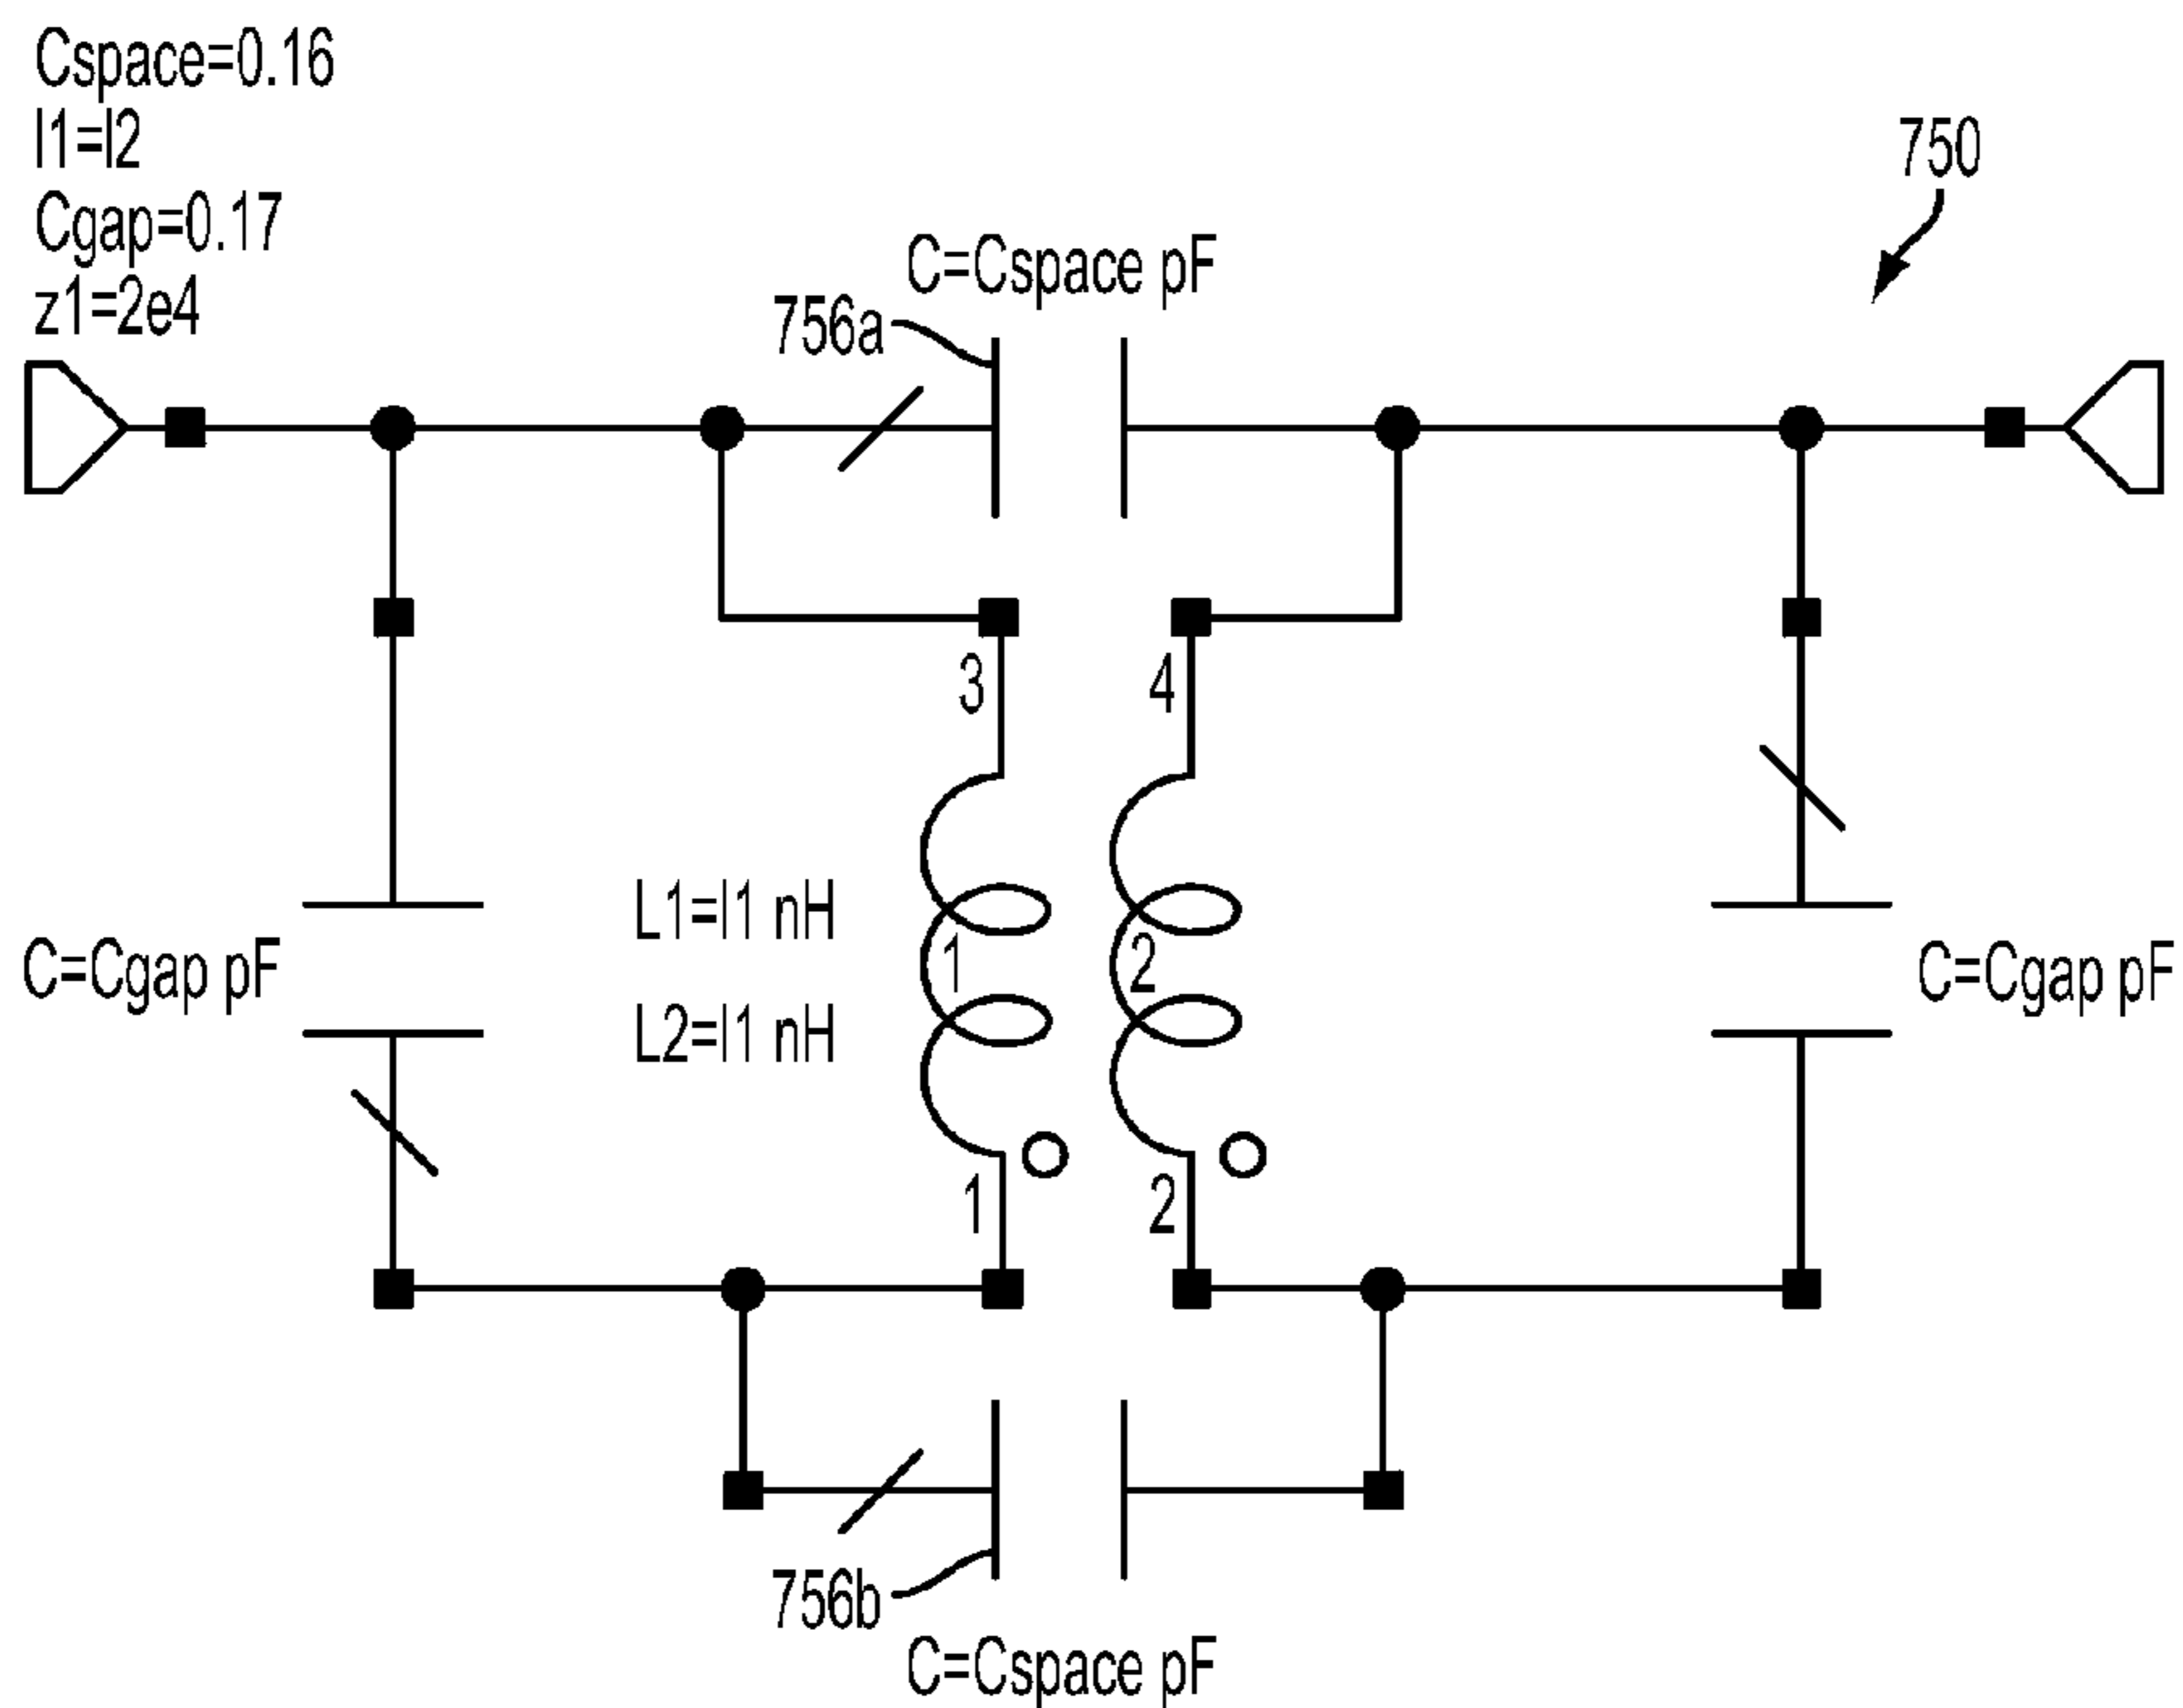 Cspace=0.16
l1=l2
Cgap=0.17
z1=2e4
750
C=Cspace pF
756a
3
4
L1=l1 nH
1
2
C=Cgap pF
C=Cgap pF
L2=l1 nH
1
2
756b
C=Cspace pF